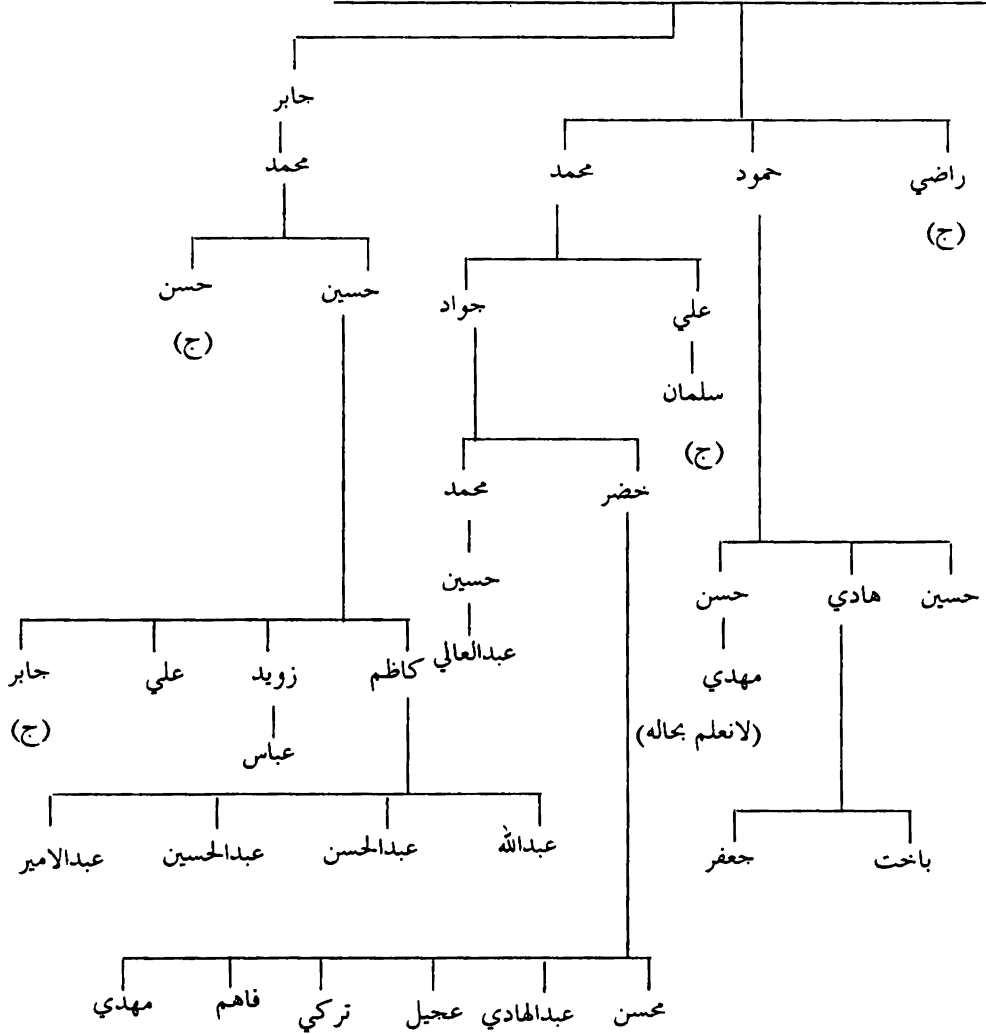 جابر
محمد
راضي حمود محمد
(ج)
حسين حسن
(ج)
علي جواد
سلمان
(ج)
خضر محمد
حسين
عبدالعالي
حسين هادي حسن
مهدي
(لانعلم بحاله)
كاظم زويد علي جابر
(ج)
عباس
باخت جعفر
عبدالله عبدالحسن عبدالحسين عبدالامير
محسن عبدالهادي عجيل تركي فاهم مهدي